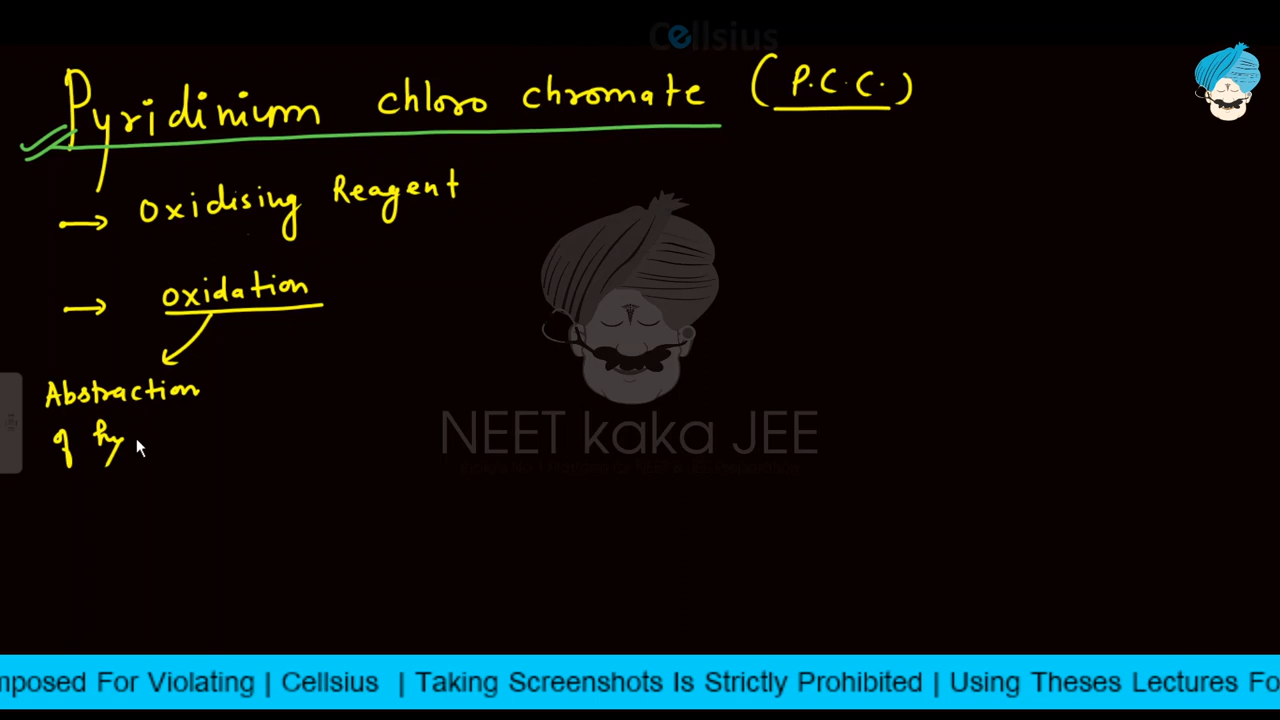 Cellsius
Pyridinium chloro chromate (P.C.C.)
→ Oxidising Reagent
→ oxidation
Abstraction
of hy
NEET kaka JEE
mposed For Violating | Cellsius | Taking Screenshots Is Strictly Prohibited | Using Theses Lectures Fo